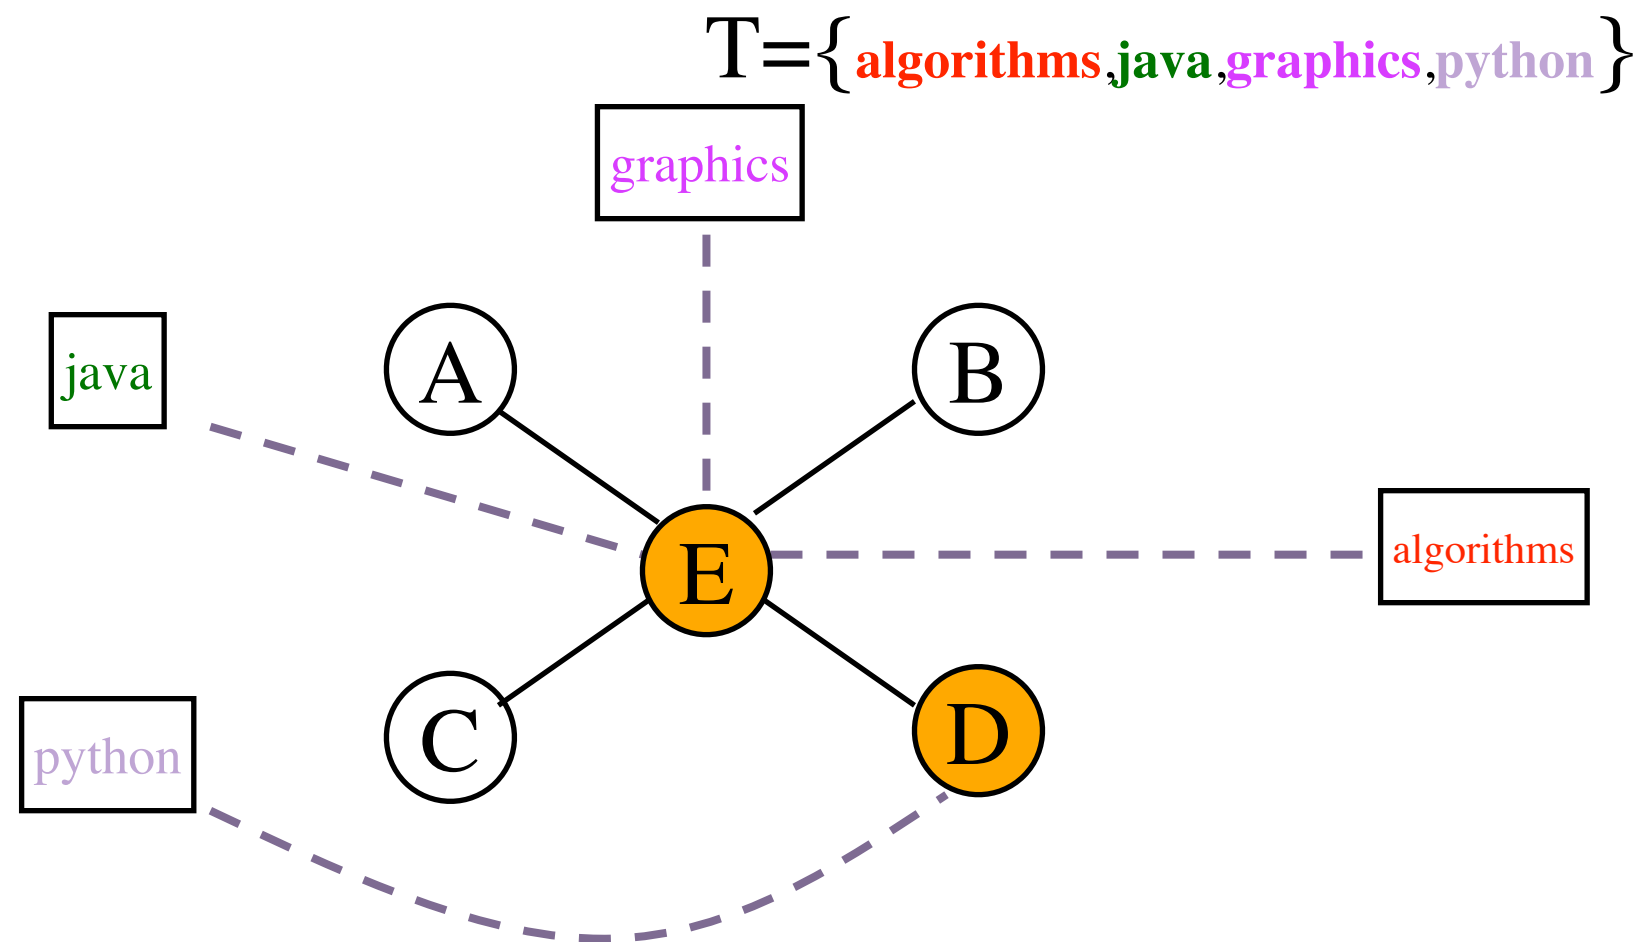 T={algorithms,java,graphics,python}
graphics
java
A
B
algorithms
E
python
C
D